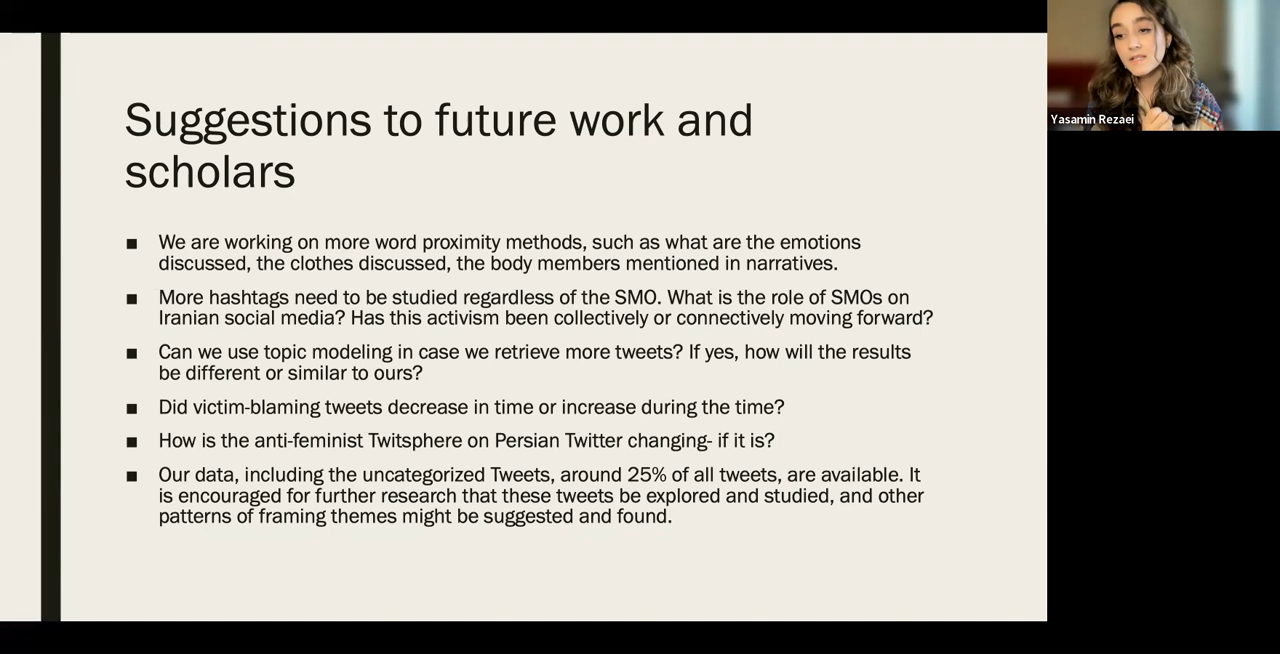 Suggestions to future work and
scholars
■ We are working on more word proximity methods, such as what are the emotions
discussed, the clothes discussed, the body members mentioned in narratives.
■ More hashtags need to be studied regardless of the SMO. What is the role of SMOs on
Iranian social media? Has this activism been collectively or connectively moving forward?
■ Can we use topic modeling in case we retrieve more tweets? If yes, how will the results
be different or similar to ours?
■ Did victim-blaming tweets decrease in time or increase during the time?
■ How is the anti-feminist Twitsphere on Persian Twitter changing- if it is?
■ Our data, including the uncategorized Tweets, around 25% of all tweets, are available. It
is encouraged for further research that these tweets be explored and studied, and other
patterns of framing themes might be suggested and found.
Yasamin Rezaei